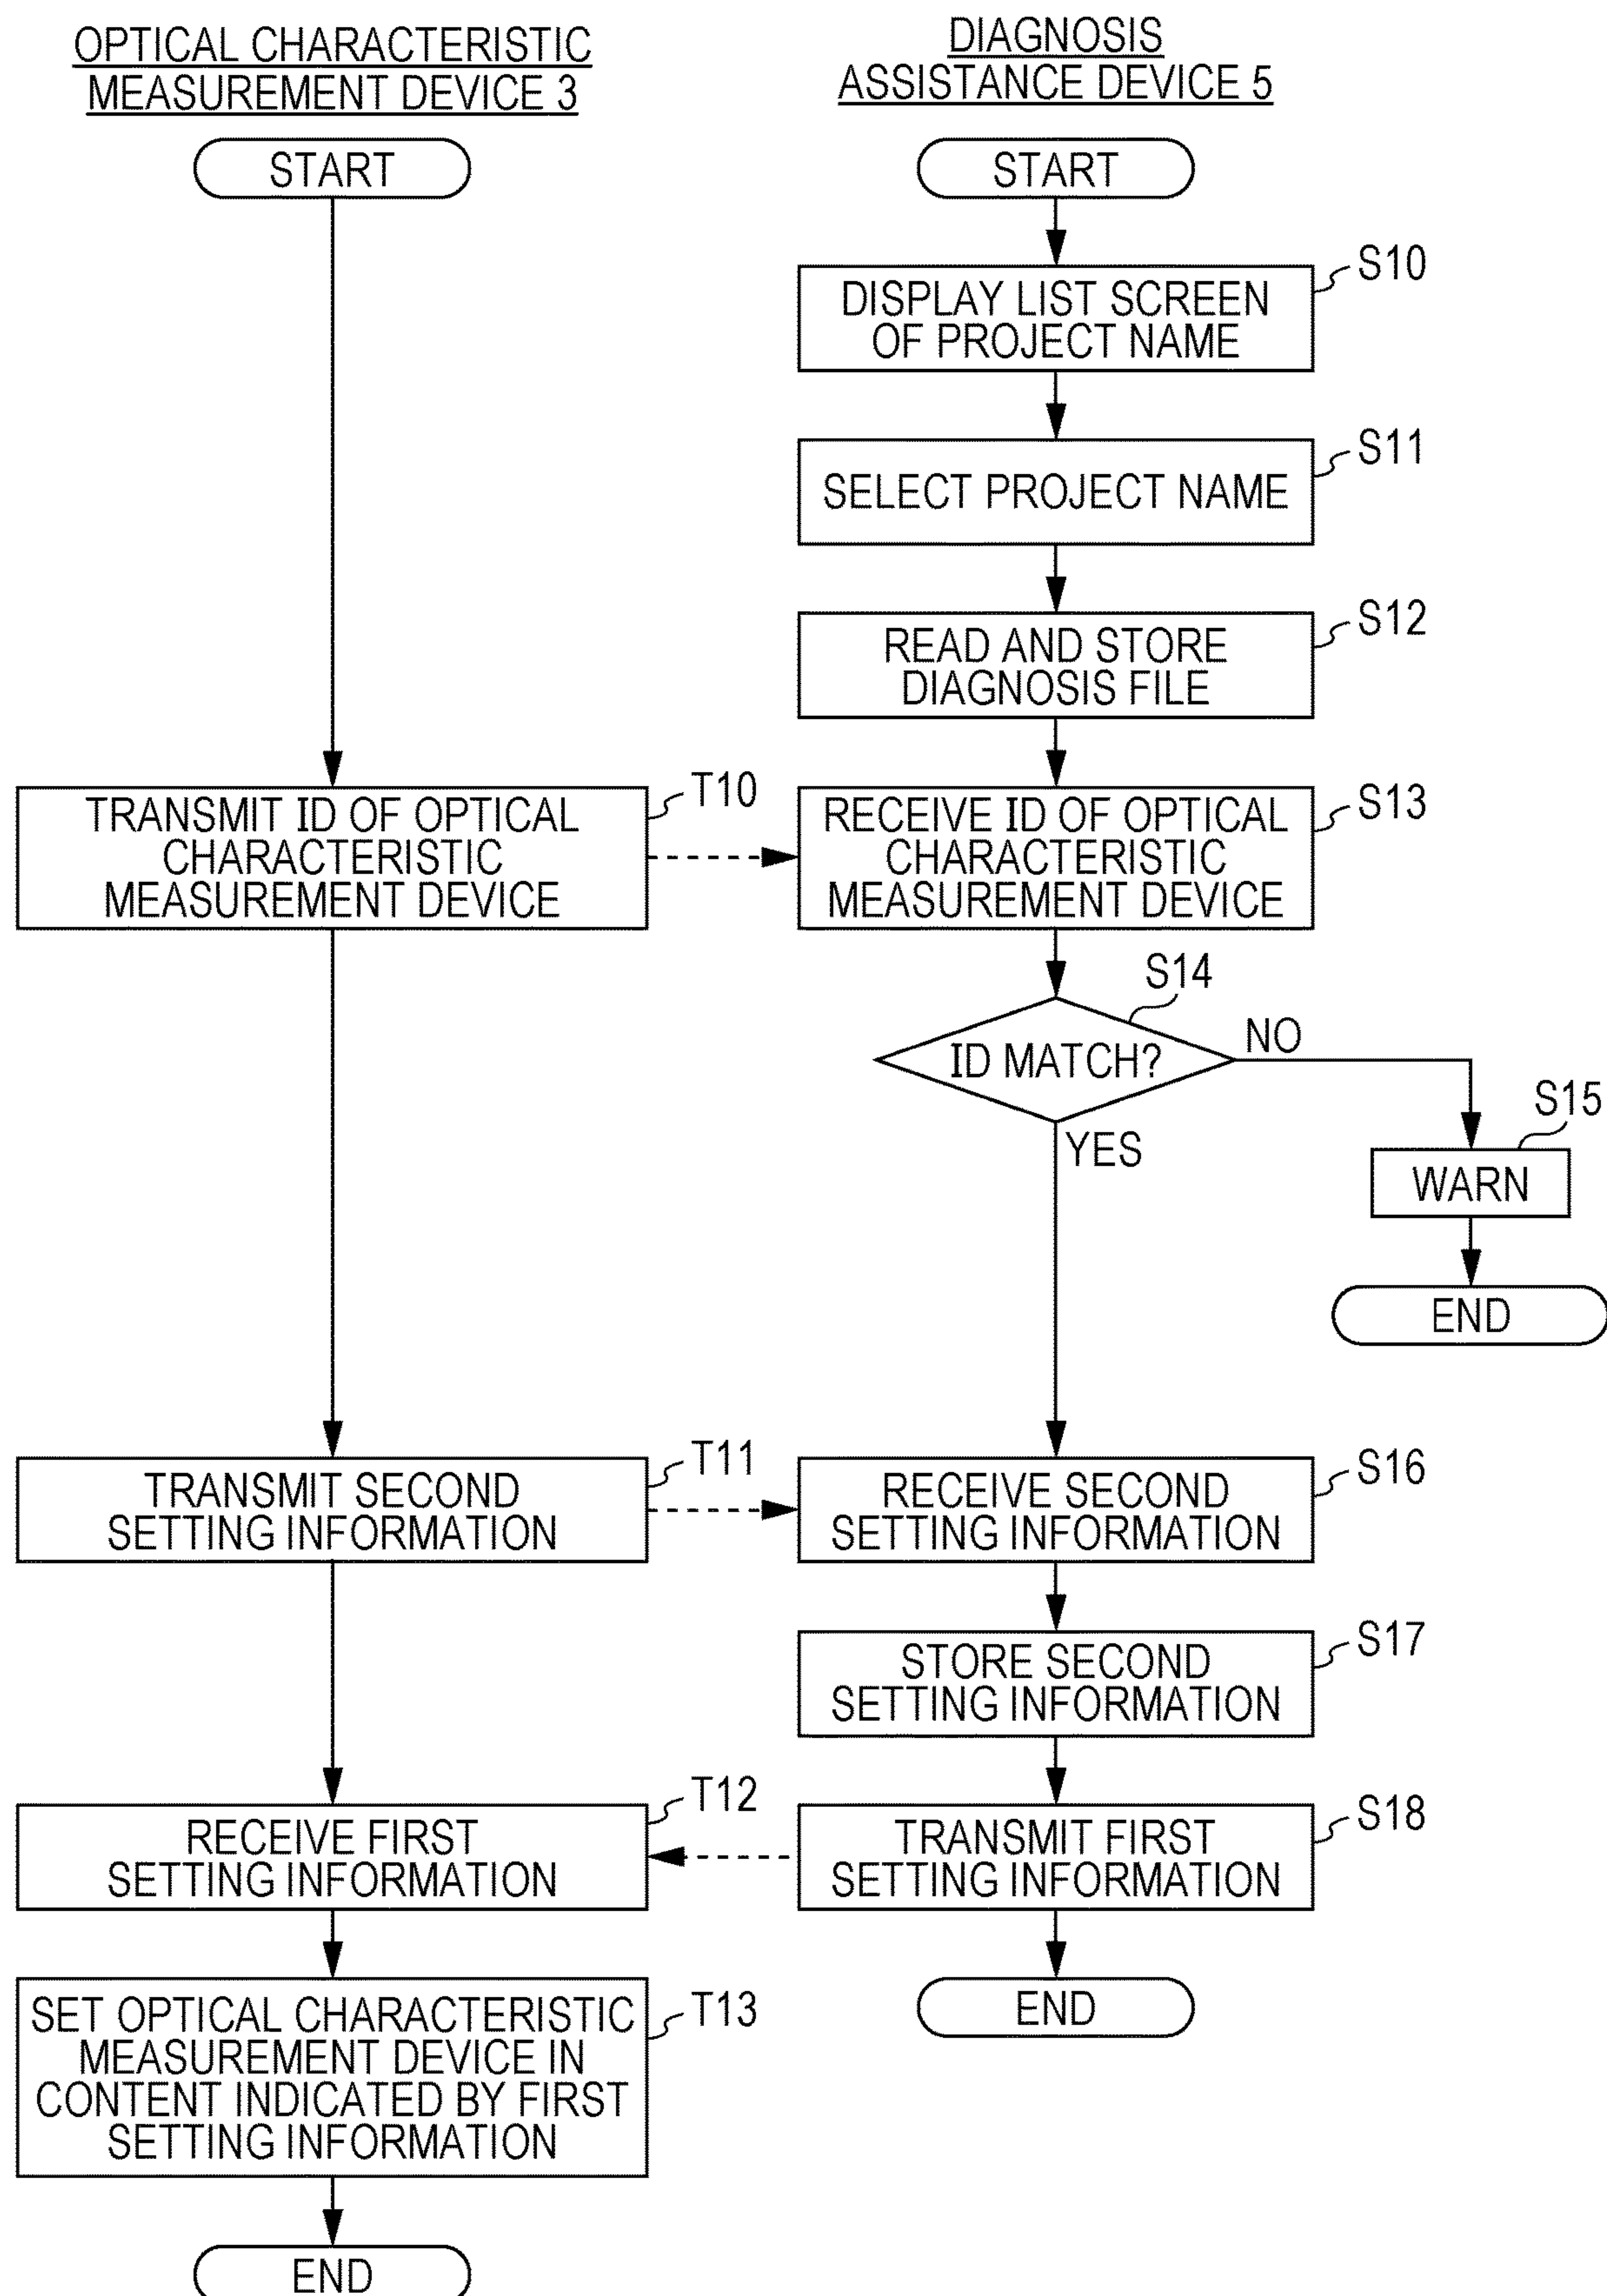 OPTICAL CHARACTERISTIC
MEASUREMENT DEVICE 3
DIAGNOSIS
ASSISTANCE DEVICE 5
START
START
S10
DISPLAY LIST SCREEN
OF PROJECT NAME
S11
SELECT PROJECT NAME
S12
READ AND STORE
DIAGNOSIS FILE
T10
TRANSMIT ID OF OPTICAL
CHARACTERISTIC
MEASUREMENT DEVICE
S13
RECEIVE ID OF OPTICAL
CHARACTERISTIC
MEASUREMENT DEVICE
S14
ID MATCH?
NO
YES
S15
WARN
END
T11
TRANSMIT SECOND
SETTING INFORMATION
S16
RECEIVE SECOND
SETTING INFORMATION
S17
STORE SECOND
SETTING INFORMATION
T12
RECEIVE FIRST
SETTING INFORMATION
S18
TRANSMIT FIRST
SETTING INFORMATION
T13
SET OPTICAL CHARACTERISTIC
MEASUREMENT DEVICE IN
CONTENT INDICATED BY FIRST
SETTING INFORMATION
END
END